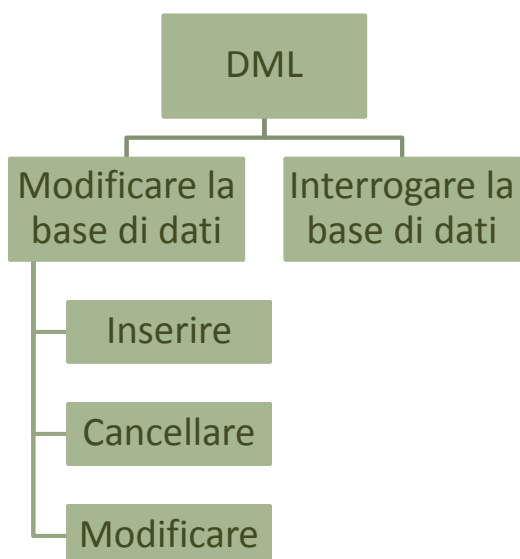 DML
Modificare la
base di dati
Interrogare la
base di dati
Inserire
Cancellare
Modificare